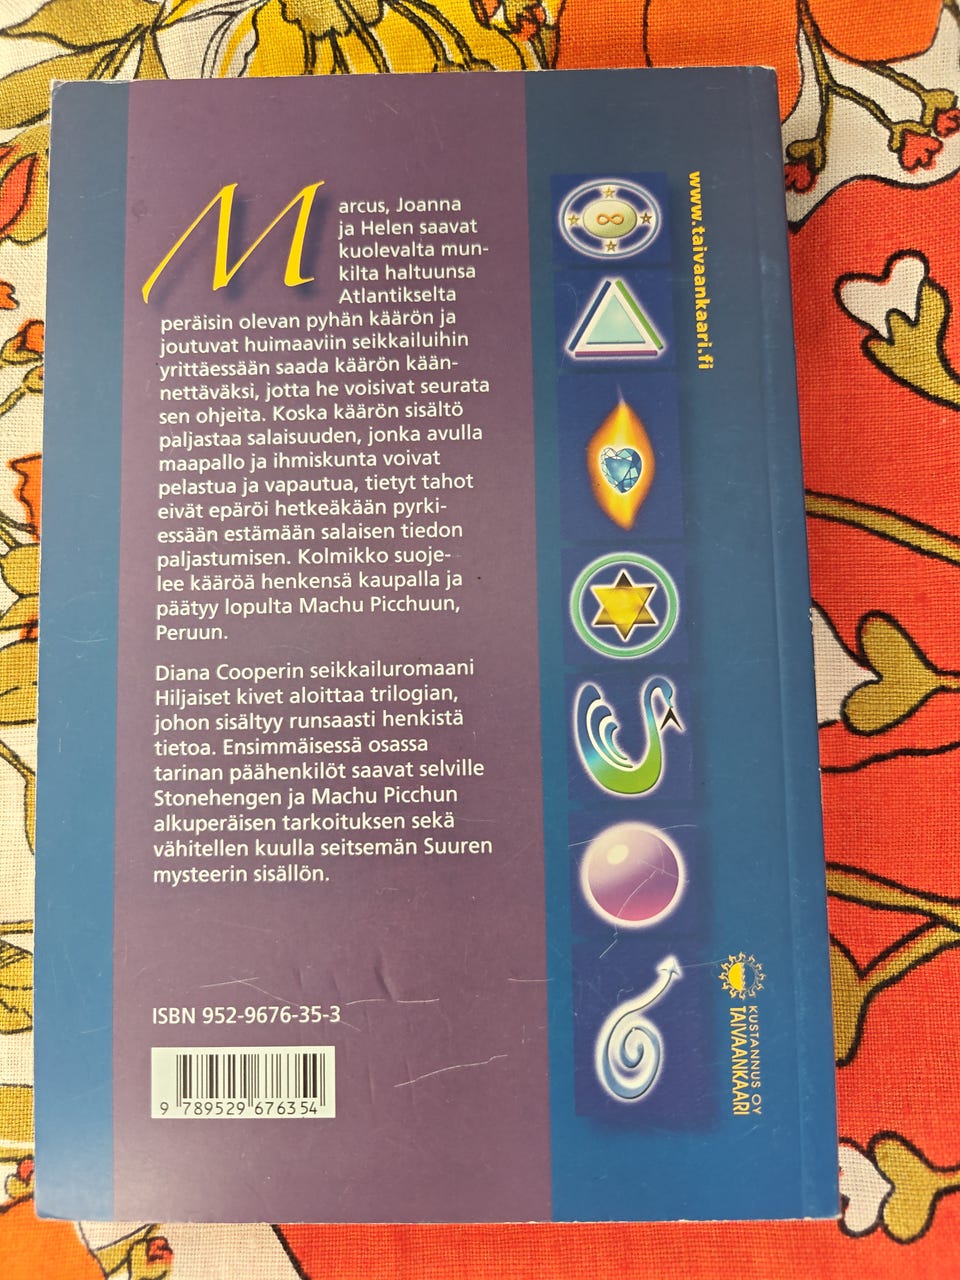 Marcus, Joanna
ja Helen saavat
kuolevalta mun-
kilta haltuunsa
Atlantikselta
peräisin olevan pyhän käärön ja
joutuvat huimaaviin seikkailuihin
yrittäessään saada käärön kään-
nettäväksi, jotta he voisivat seurata
sen ohjeita. Koska käärön sisältö
paljastaa salaisuuden, jonka avulla
maapallo ja ihmiskunta voivat
pelastua ja vapautua, tietyt tahot
eivät epäröi hetkeäkään pyrki-
essään estämään salaisen tiedon
paljastumisen. Kolmikko suoje-
lee kääröä henkensä kaupalla ja
päätyy lopulta Machu Picchuun,
Peruun.
Diana Cooperin seikkailuromaani
Hiljaiset kivet aloittaa trilogian,
johon sisältyy runsaasti henkistä
tietoa. Ensimmäisessä osassa
tarinan päähenkilöt saavat selville
Stonehengen ja Machu Picchun
alkuperäisen tarkoituksen sekä
vähitellen kuulla seitsemän Suuren
mysteerin sisällön.
ISBN 952-9676-35-3
9 789529 676354
www.taivaankaari.fi
KUSTANNUS OY
TAIVAANKAARI